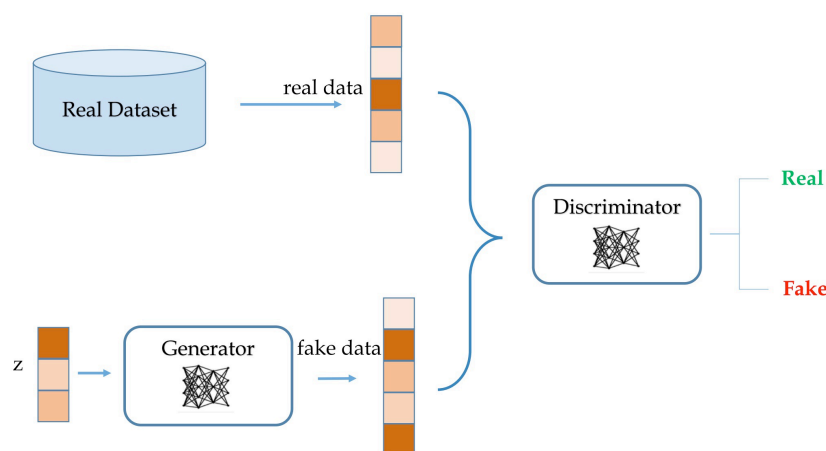 real data
Real Dataset
Discriminator
Real
Fake
z
Generator
fake data